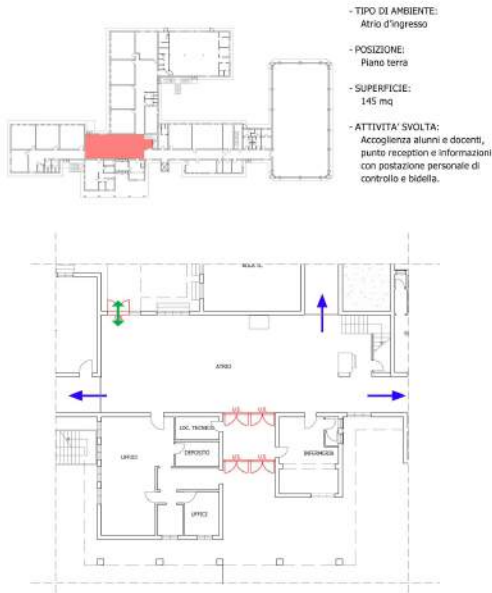 - TIPO DI AMBIENTE:
Atrio d'ingresso
- POSIZIONE:
Piano terra
- SUPERFICIE:
145 mq
- ATTIVITA' SVOLTA:
Accoglienza alunni e docenti,
punto reception e informazioni
con postazione personale di
controllo e bidella.
ATRIO
LOC. TECNICO
U.S. U.S.
UFFICI
DEPOSITO
INFERMERIA
U.S. U.S.
UFFICI